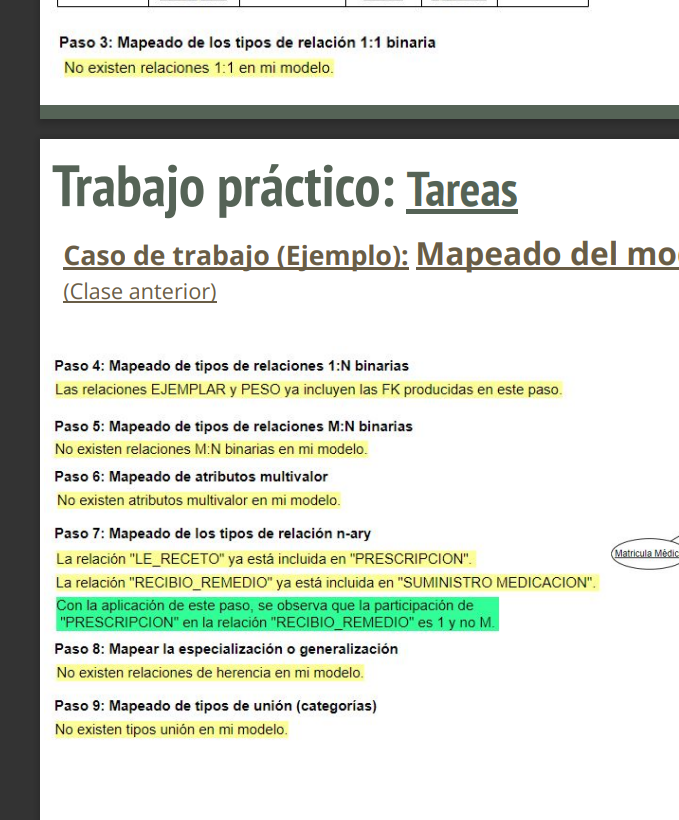 Paso 3: Mapeado de los tipos de relación 1:1 binaria
No existen relaciones 1:1 en mi modelo.
Trabajo práctico: Tareas
Caso de trabajo (Ejemplo): Mapeado del
(Clase anterior)
Paso 4: Mapeado de tipos de relaciones 1:N binarias
Las relaciones EJEMPLAR y PESO ya incluyen las FK producidas en este paso.
Paso 5: Mapeado de tipos de relaciones M:N binarias
No existen relaciones M:N binarias en mi modelo.
Paso 6: Mapeado de atributos multivalor
No existen atributos multivalor en mi modelo.
Paso 7: Mapeado de los tipos de relación n-ary
La relación "LE_RECETO" ya está incluida en "PRESCRIPCION".
Matricula
La relación "RECIBIO_REMEDIO" ya está incluida en "SUMINISTRO MEDICACION".
Con la aplicación de este paso, se observa que la participación de
"PRESCRIPCION" en la relación "RECIBIO_REMEDIO" es 1 y no M.
Paso 8: Mapear la especialización o generalización
No existen relaciones de herencia en mi modelo.
Paso 9: Mapeado de tipos de unión (categorías)
No existen tipos unión en mi modelo.